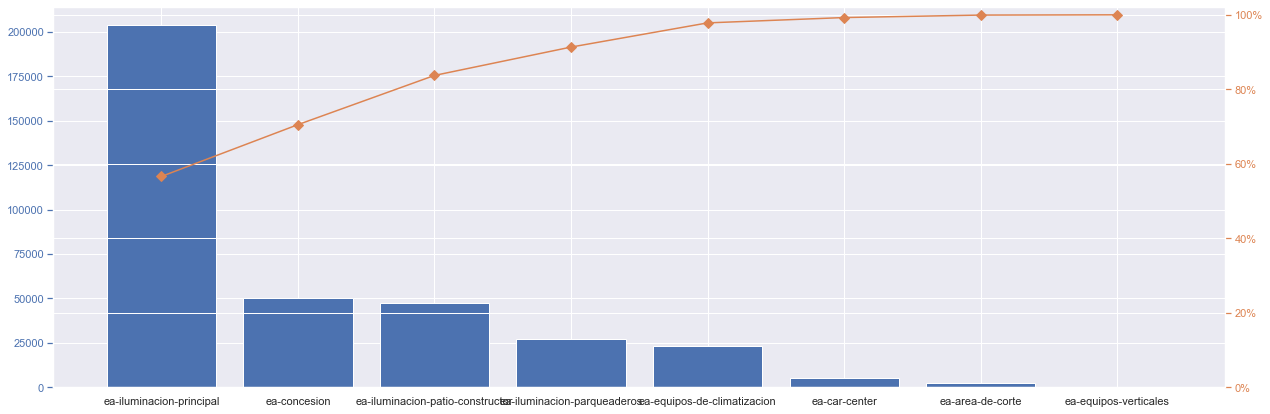 200000
175000
150000
125000
100000
75000
50000
25000
0
100%
80%
60%
40%
20%
0%
ea-iluminacion-principal
ea-concesion
ea-iluminacion-patio-constructor
ea-iluminacion-parqueaderos
ea-equipos-de-climatizacion
ea-car-center
ea-area-de-corte
ea-equipos-verticales